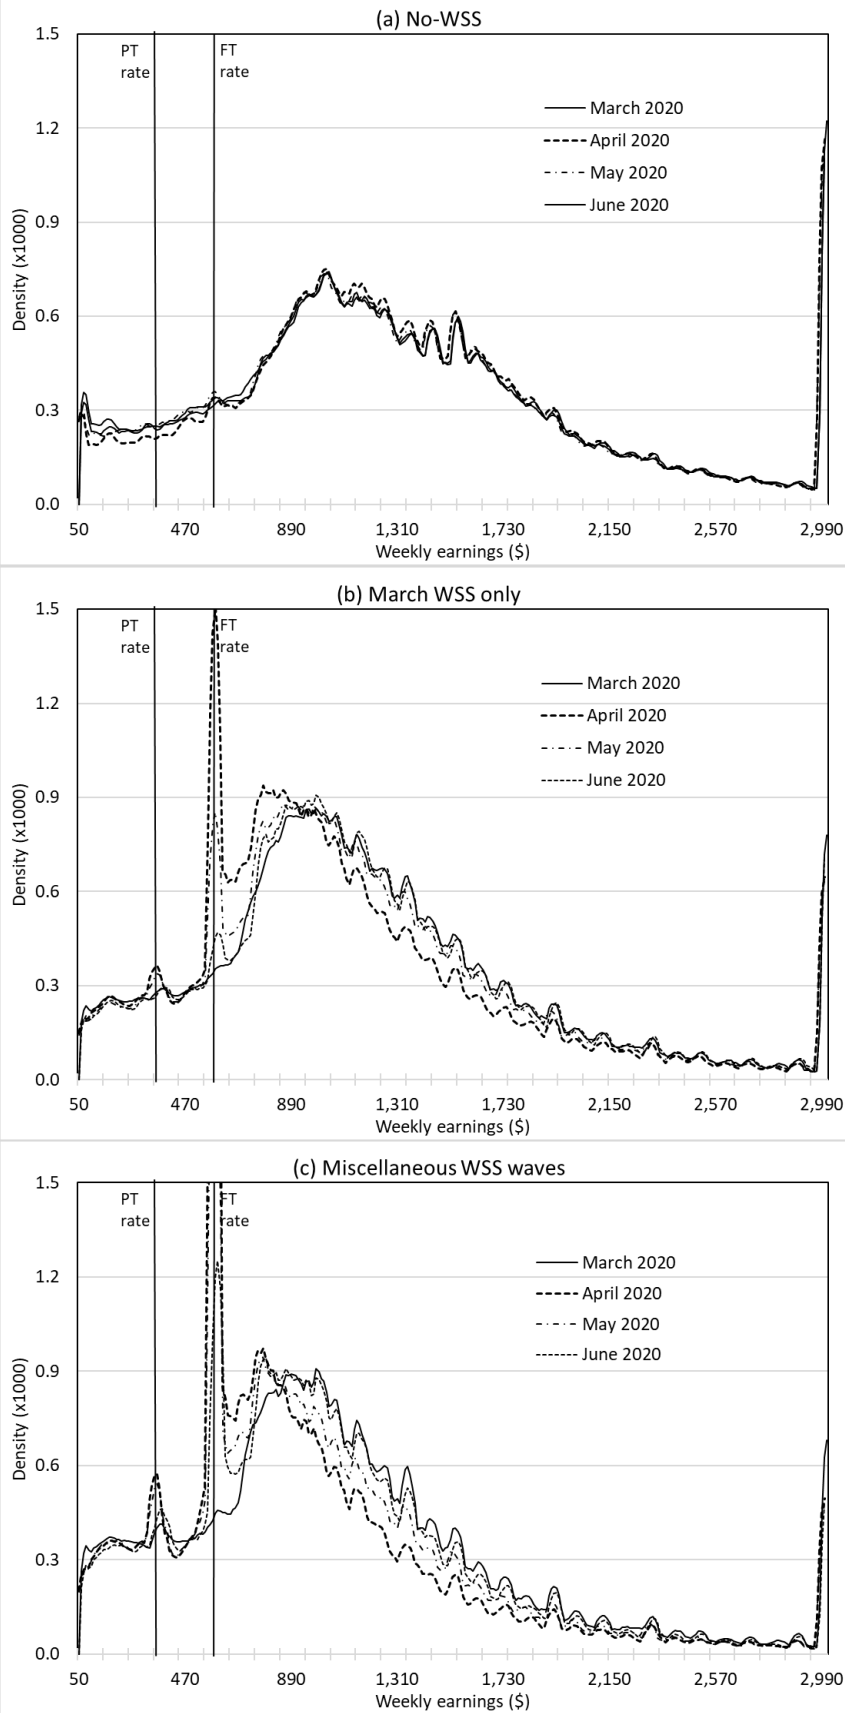 (a) No-WSS
1.5
PT rate
FT rate
March 2020
1.2
April 2020
May 2020
June 2020
0.9
Density (x1000)
0.6
0.3
0.0
50 470 890 1,310 1,730 2,150 2,570 2,990
Weekly earnings ($)
(b) March WSS only
1.5
PT rate
FT rate
March 2020
1.2
April 2020
May 2020
June 2020
0.9
Density (x1000)
0.6
0.3
0.0
50 470 890 1,310 1,730 2,150 2,570 2,990
Weekly earnings ($)
(c) Miscellaneous WSS waves
1.5
PT rate
FT rate
March 2020
1.2
April 2020
May 2020
June 2020
0.9
Density (x1000)
0.6
0.3
0.0
50 470 890 1,310 1,730 2,150 2,570 2,990
Weekly earnings ($)